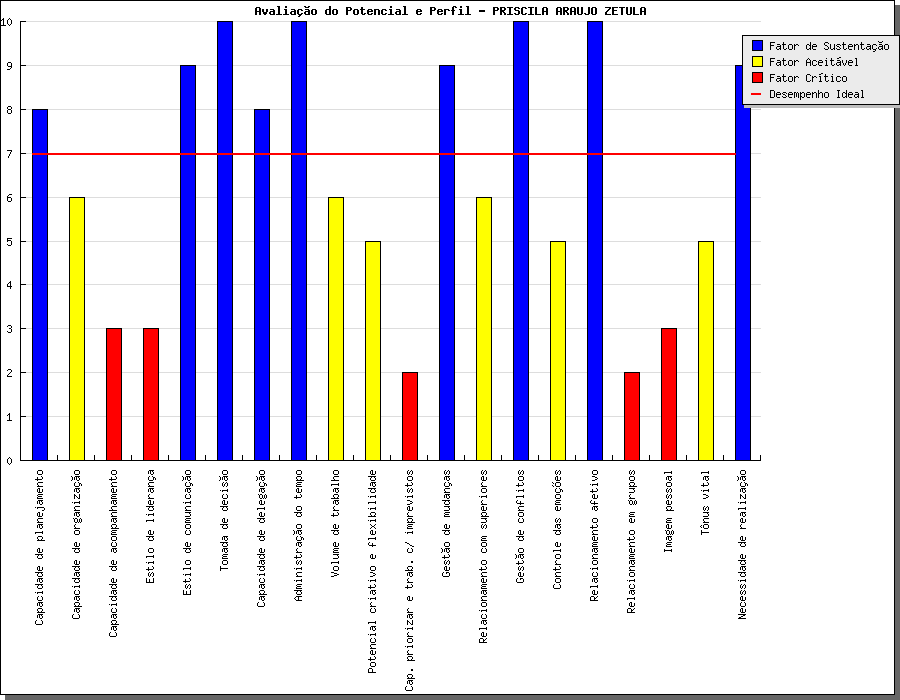 Avaliação do Potencial e Perfil - PRISCILA ARAUJO ZETULA
Fator de Sustentação
Fator Aceitável
Fator Crítico
Desempenho Ideal
10
9
8
7
6
5
4
3
2
1
0
Capacidade de planejamento
Capacidade de organização
Capacidade de acompanhamento
Estilo de liderança
Estilo de comunicação
Tomada de decisão
Capacidade de delegação
Administração do tempo
Volume de trabalho
Potencial criativo e flexibilidade
Cap. priorizar e trab. c/ imprevistos
Gestão de mudanças
Relacionamento com superiores
Gestão de conflitos
Controle das emoções
Relacionamento afetivo
Relacionamento em grupos
Imagem pessoal
Tônus vital
Necessidade de realização